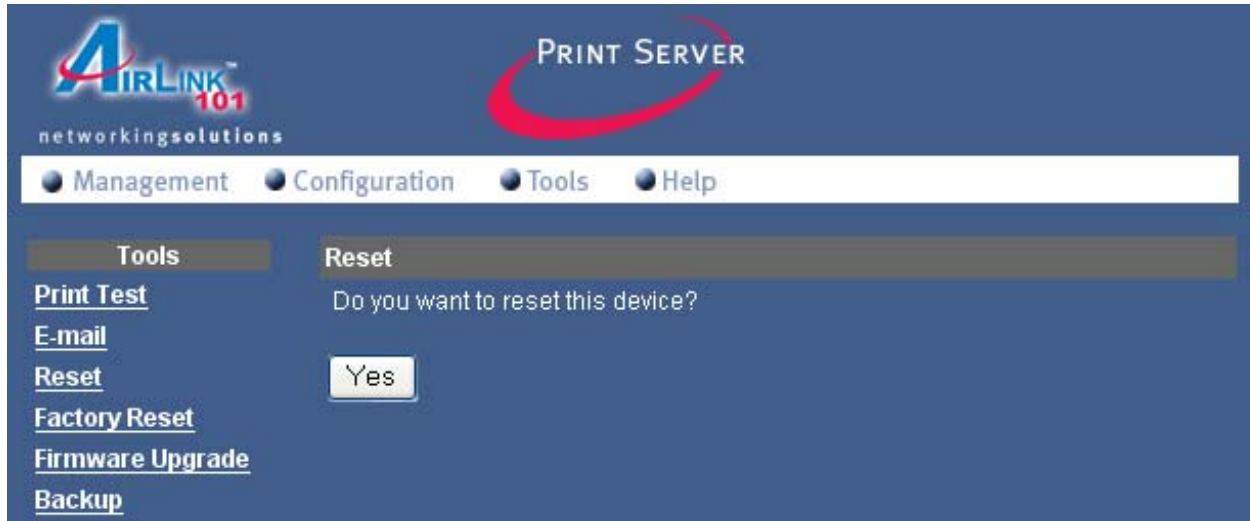 AIRLINK™
101
networkingsolutions
PRINT SERVER
Management Configuration Tools Help
Tools
Print Test
E-mail
Reset
Factory Reset
Firmware Upgrade
Backup
Reset
Do you want to reset this device?
Yes